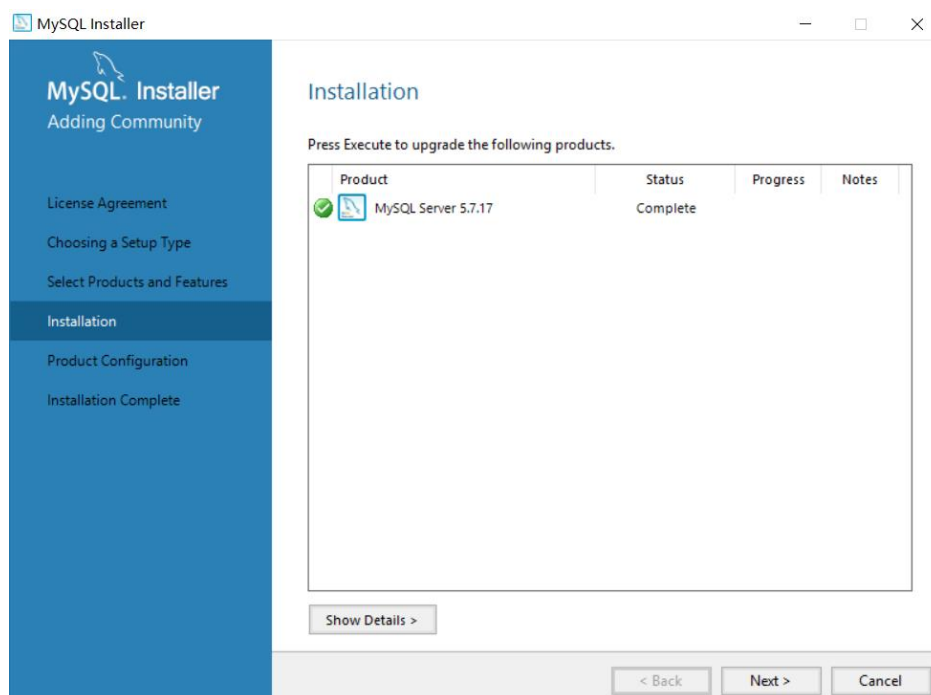 MySQL Installer
MySQL. Installer
Adding Community
License Agreement
Choosing a Setup Type
Select Products and Features
Installation
Product Configuration
Installation Complete
Installation
Press Execute to upgrade the following products.
Product Status Progress Notes
MySQL Server 5.7.17 Complete
Show Details >
< Back Next > Cancel